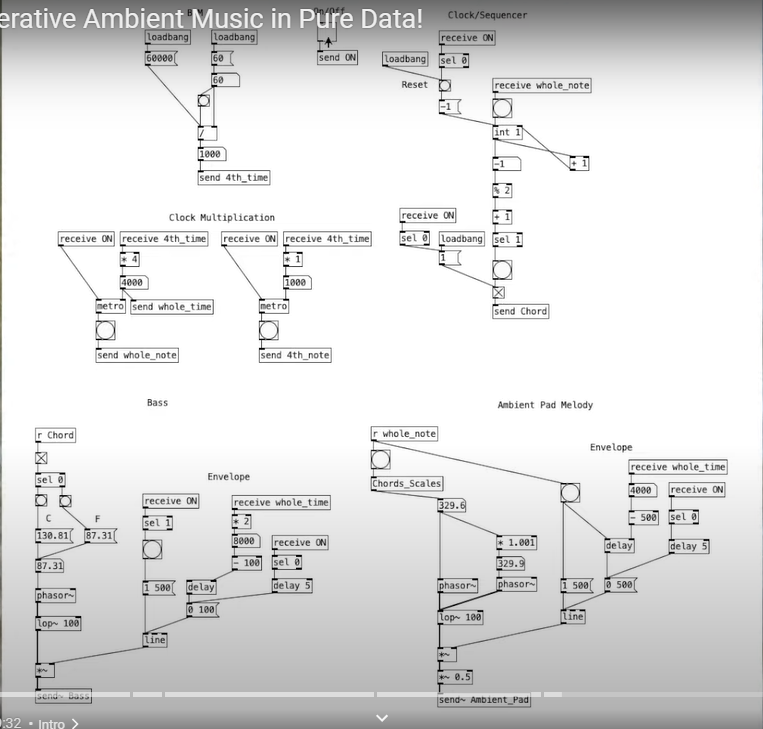 erative Ambient Music in Pure Data!
On/Off
Clock/Sequencer
loadbang
loadbang
60000
60
60
/
1000
send 4th_time
send ON
receive ON
loadbang
sel 0
Reset
-1
receive whole_note
int 1
+ 1
-1
% 2
+ 1
sel 1
receive ON
sel 0
loadbang
1
send Chord
Clock Multiplication
receive ON
receive 4th_time
* 4
4000
metro
send whole_time
send whole_note
receive ON
receive 4th_time
* 1
1000
metro
send 4th_note
Bass
r Chord
sel 0
C
F
130.81
87.31
87.31
phasor~
lop~ 100
*~
send~ Bass
Envelope
receive ON
sel 1
receive whole_time
* 2
8000
- 100
receive ON
sel 0
1 500
delay
delay 5
0 100
line
Ambient Pad Melody
r whole_note
Chords_Scales
329.6
* 1.001
329.9
phasor~
phasor~
lop~ 100
*~
*~ 0.5
send~ Ambient_Pad
Envelope
receive whole_time
4000
receive ON
- 500
sel 0
delay
delay 5
1 500
0 500
line
:32 • Intro